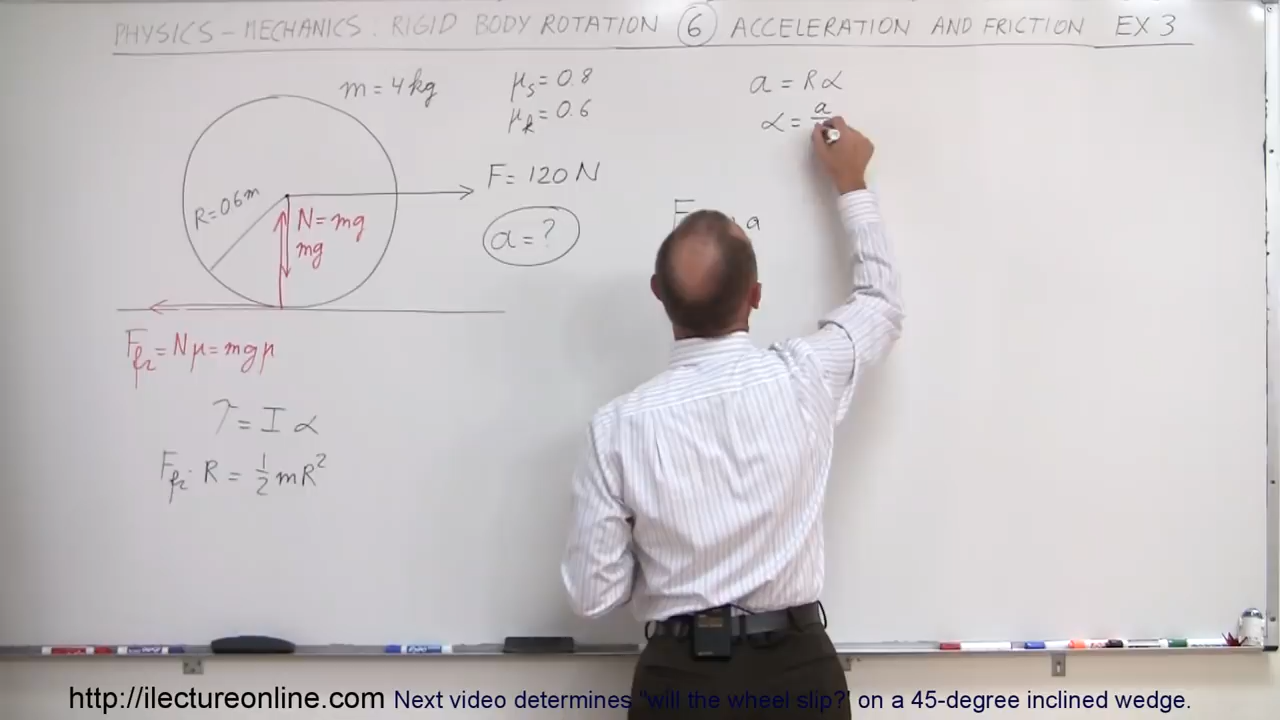 PHYSICS - MECHANICS: RIGID BODY ROTATION 6 ACCELERATION AND FRICTION EX 3
m = 4 kg
μs = 0.8
μk = 0.6
a = Rα
α = a
R = 0.6 m
F = 120 N
N = mg
mg
a = ?
F a
Ffr = Nμ = mgμ
τ = I α
Ffr · R = 1/2 mR²
http://ilectureonline.com Next video determines "will the wheel slip?' on a 45-degree inclined wedge.